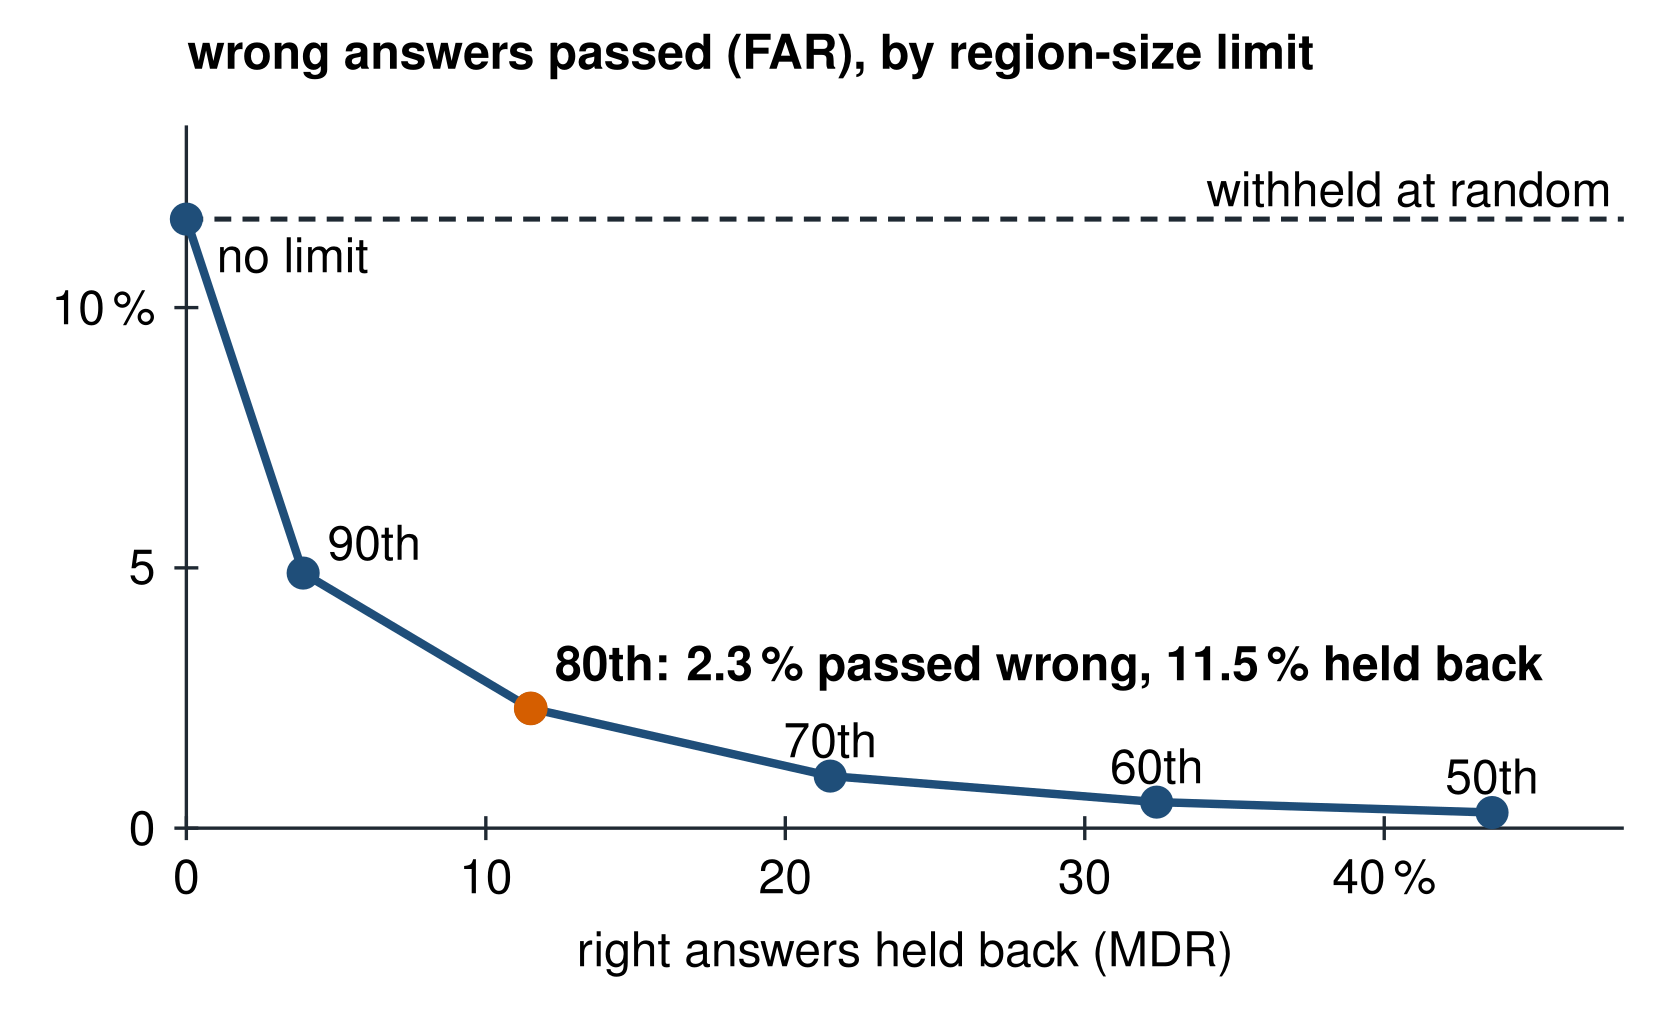 wrong answers passed (FAR), by region-size limit
withheld at random
no limit
10 %
90th
5
80th: 2.3 % passed wrong, 11.5 % held back
70th
60th
50th
0
0 10 20 30 40 %
right answers held back (MDR)